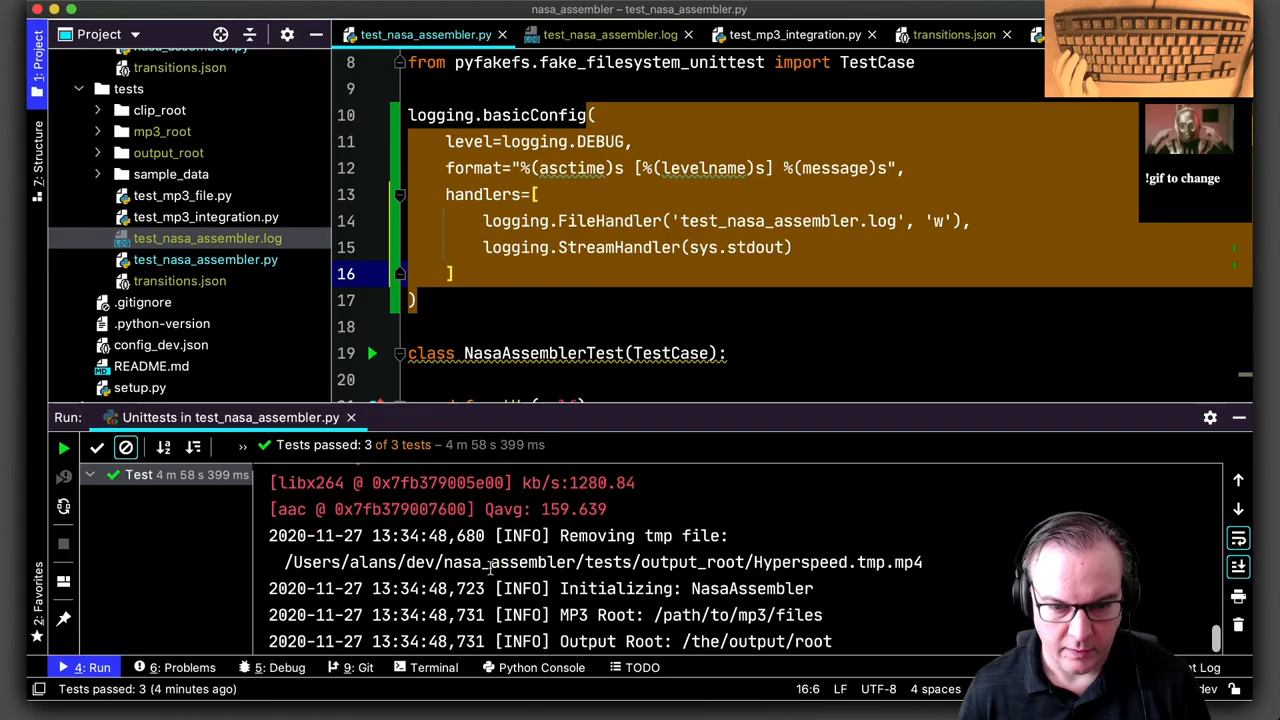 nasa_assembler – test_nasa_assembler.py
Project
test_nasa_assembler.py
test_nasa_assembler.log
test_mp3_integration.py
transitions.json
1: Project
7: Structure
2: Favorites
nasa_assembler.py
transitions.json
tests
clip_root
mp3_root
output_root
sample_data
test_mp3_file.py
test_mp3_integration.py
test_nasa_assembler.log
test_nasa_assembler.py
transitions.json
.gitignore
.python-version
config_dev.json
README.md
setup.py
8 from pyfakefs.fake_filesystem_unittest import TestCase
9
10 logging.basicConfig(
11 level=logging.DEBUG,
12 format="%(asctime)s [%(levelname)s] %(message)s",
13 handlers=[
14 logging.FileHandler('test_nasa_assembler.log', 'w'),
15 logging.StreamHandler(sys.stdout)
16 ]
17 )
18
19 class NasaAssemblerTest(TestCase):
20
!gif to change
Run: Unittests in test_nasa_assembler.py
Tests passed: 3 of 3 tests – 4 m 58 s 399 ms
Test 4 m 58 s 399 ms
[libx264 @ 0x7fb379005e00] kb/s:1280.84
[aac @ 0x7fb379007600] Qavg: 159.639
2020-11-27 13:34:48,680 [INFO] Removing tmp file:
/Users/alans/dev/nasa_assembler/tests/output_root/Hyperspeed.tmp.mp4
2020-11-27 13:34:48,723 [INFO] Initializing: NasaAssembler
2020-11-27 13:34:48,731 [INFO] MP3 Root: /path/to/mp3/files
2020-11-27 13:34:48,731 [INFO] Output Root: /the/output/root
4: Run
6: Problems
5: Debug
9: Git
Terminal
Python Console
TODO
t Log
Tests passed: 3 (4 minutes ago)
16:6 LF UTF-8 4 spaces
dev